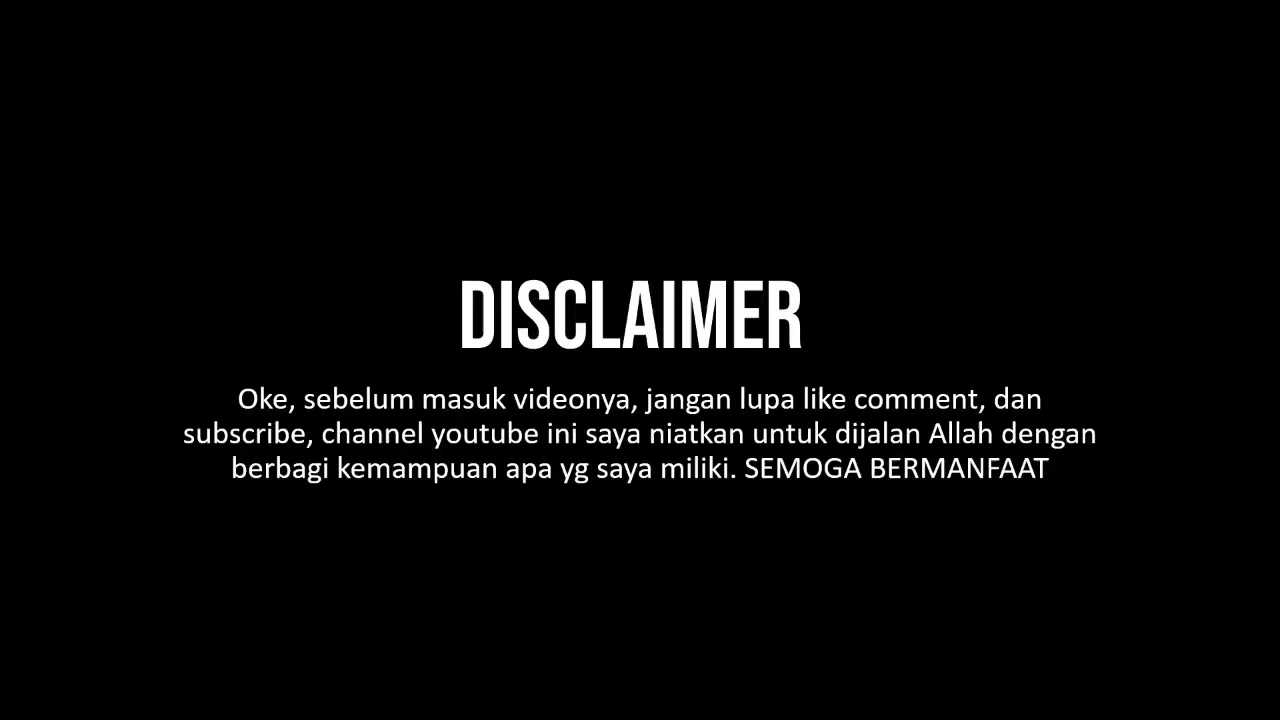 DISCLAIMER
Oke, sebelum masuk videonya, jangan lupa like comment, dan
subscribe, channel youtube ini saya niatkan untuk dijalan Allah dengan
berbagi kemampuan apa yg saya miliki. SEMOGA BERMANFAAT